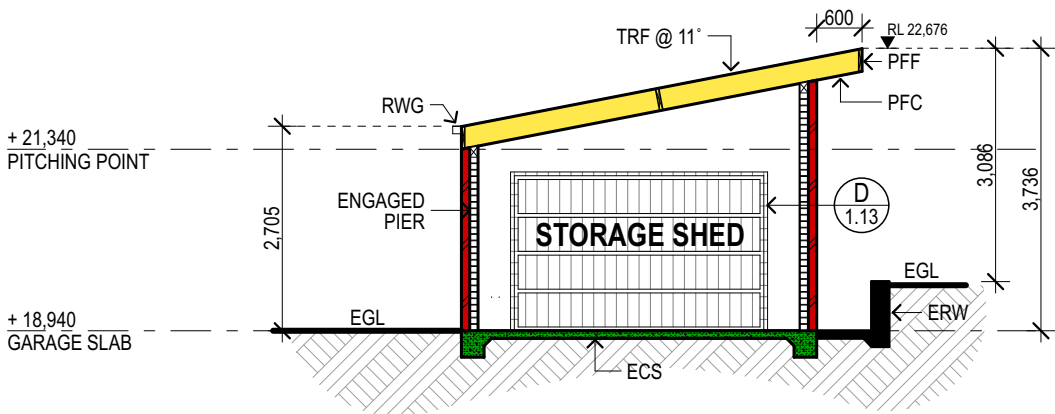 600
RL 22,676
TRF @ 11°
PFF
PFC
RWG
+ 21,340
PITCHING POINT
ENGAGED
PIER
2,705
STORAGE SHED
D
1.13
3,086
3,736
EGL
EGL
ERW
+ 18,940
GARAGE SLAB
ECS